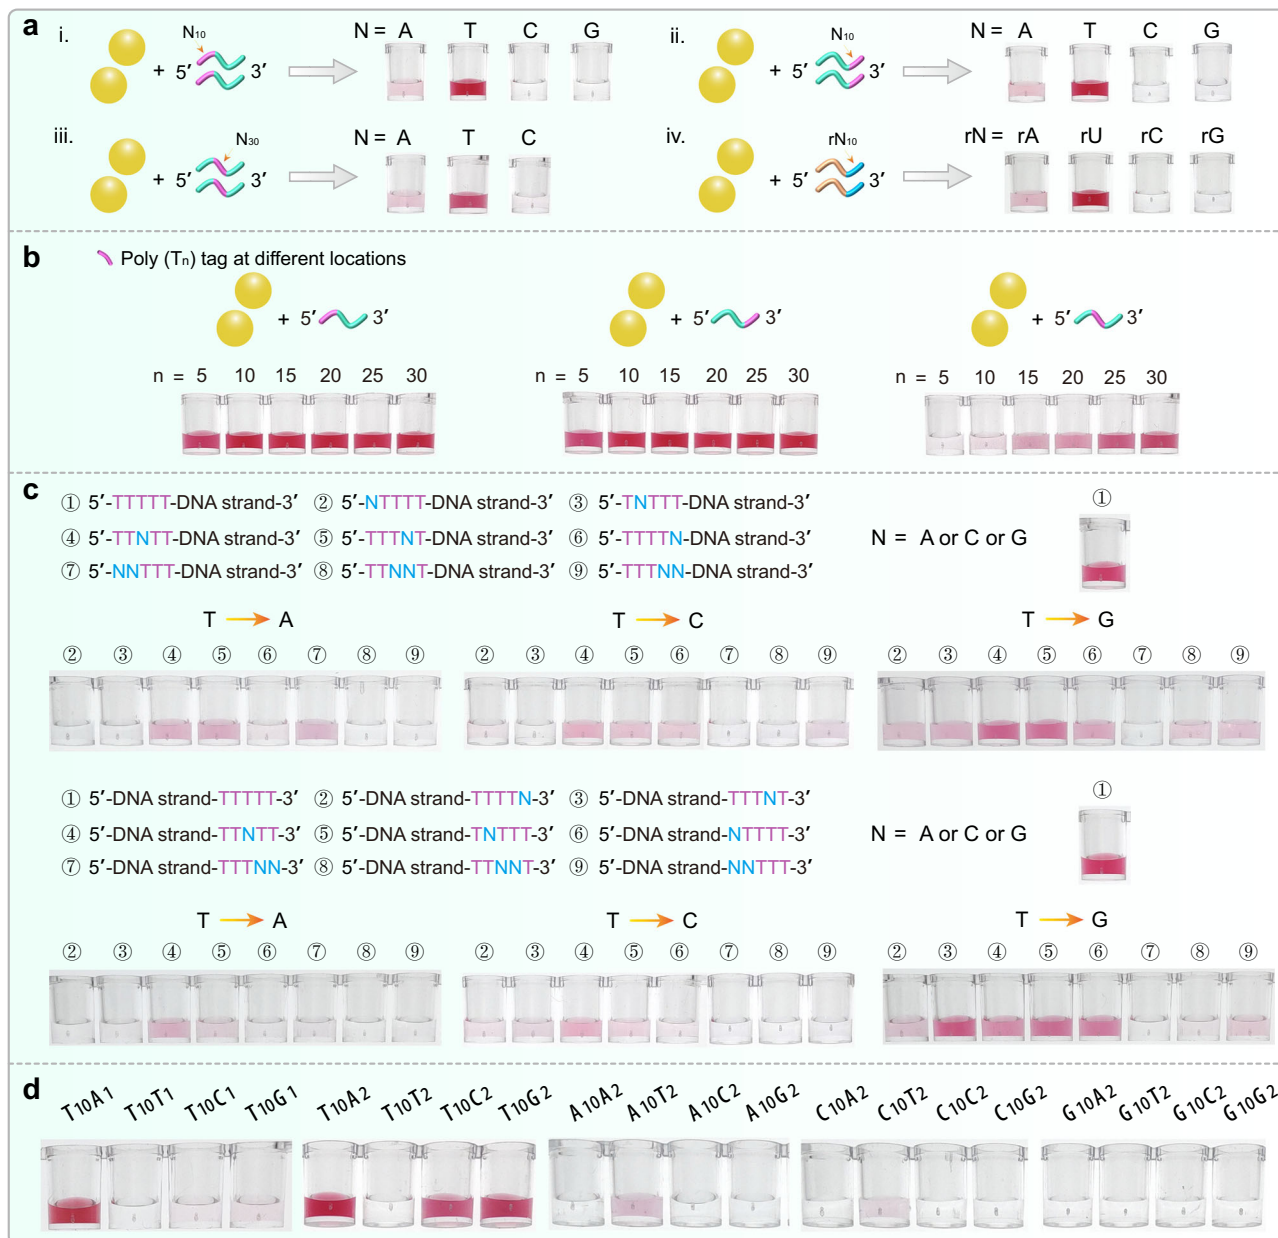 a
i.
N10
+ 5′ 3′
N = A T C G
ii.
N10
+ 5′ 3′
N = A T C G
iii.
N30
+ 5′ 3′
N = A T C
iv.
rN10
+ 5′ 3′
rN = rA rU rC rG
b
Poly (Tn) tag at different locations
+ 5′ 3′
+ 5′ 3′
+ 5′ 3′
n = 5 10 15 20 25 30
n = 5 10 15 20 25 30
n = 5 10 15 20 25 30
c
① 5′-TTTTT-DNA strand-3′ ② 5′-NTTTT-DNA strand-3′ ③ 5′-TNTTT-DNA strand-3′
④ 5′-TTNTT-DNA strand-3′ ⑤ 5′-TTTNT-DNA strand-3′ ⑥ 5′-TTTTN-DNA strand-3′
⑦ 5′-NNTTT-DNA strand-3′ ⑧ 5′-TTNNT-DNA strand-3′ ⑨ 5′-TTTNN-DNA strand-3′
N = A or C or G
①
T A
T C
T G
② ③ ④ ⑤ ⑥ ⑦ ⑧ ⑨
② ③ ④ ⑤ ⑥ ⑦ ⑧ ⑨
② ③ ④ ⑤ ⑥ ⑦ ⑧ ⑨
① 5′-DNA strand-TTTTT-3′ ② 5′-DNA strand-TTTTN-3′ ③ 5′-DNA strand-TTTNT-3′
④ 5′-DNA strand-TTNTT-3′ ⑤ 5′-DNA strand-TNTTT-3′ ⑥ 5′-DNA strand-NTTTT-3′
⑦ 5′-DNA strand-TTTNN-3′ ⑧ 5′-DNA strand-TTNNT-3′ ⑨ 5′-DNA strand-NNTTT-3′
N = A or C or G
①
T A
T C
T G
② ③ ④ ⑤ ⑥ ⑦ ⑧ ⑨
② ③ ④ ⑤ ⑥ ⑦ ⑧ ⑨
② ③ ④ ⑤ ⑥ ⑦ ⑧ ⑨
d
T10A1 T10T1 T10C1 T10G1
T10A2 T10T2 T10C2 T10G2
A10A2 A10T2 A10C2 A10G2
C10A2 C10T2 C10C2 C10G2
G10A2 G10T2 G10C2 G10G2